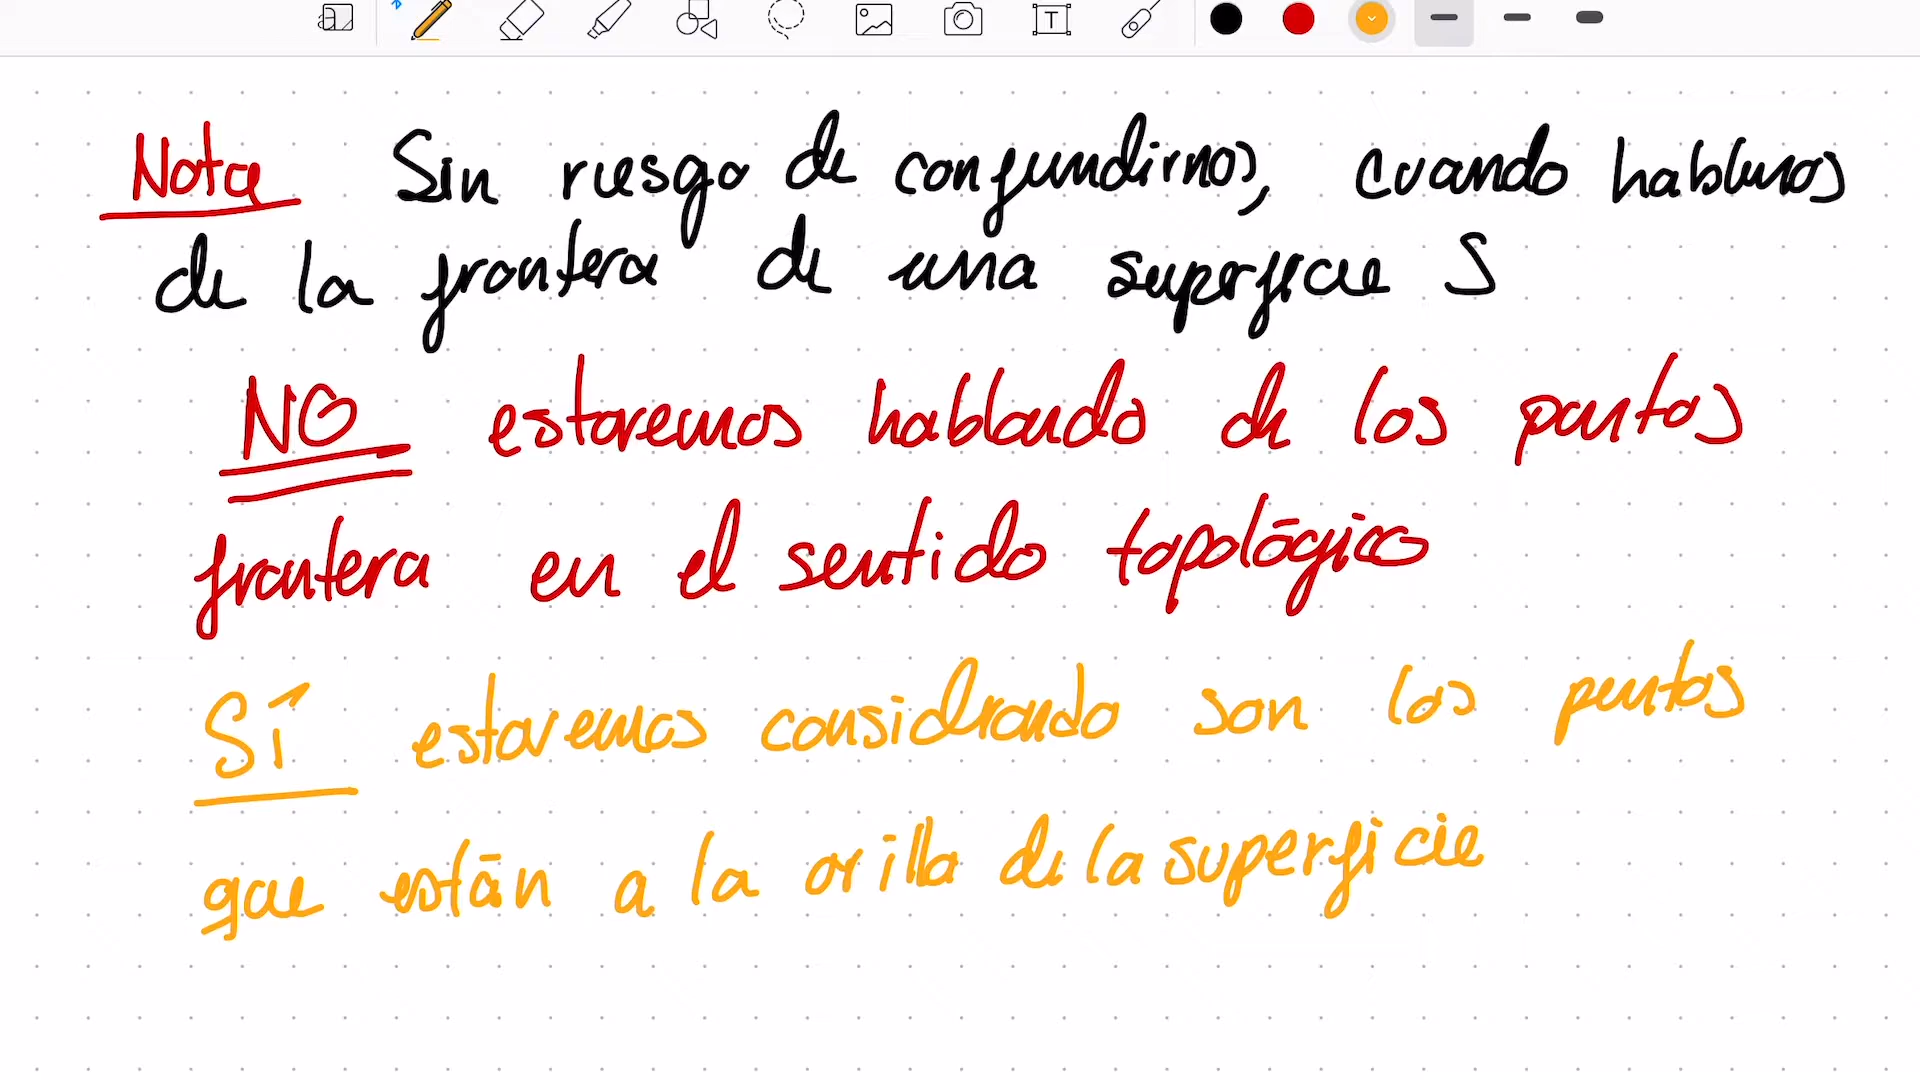 Nota Sin riesgo de confundirnos, cuando hablamos
de la frontera de una superficie S
NO estaremos hablando de los puntos
frontera en el sentido topológico
SÍ estaremos considerando son los puntos
que están a la orilla de la superficie